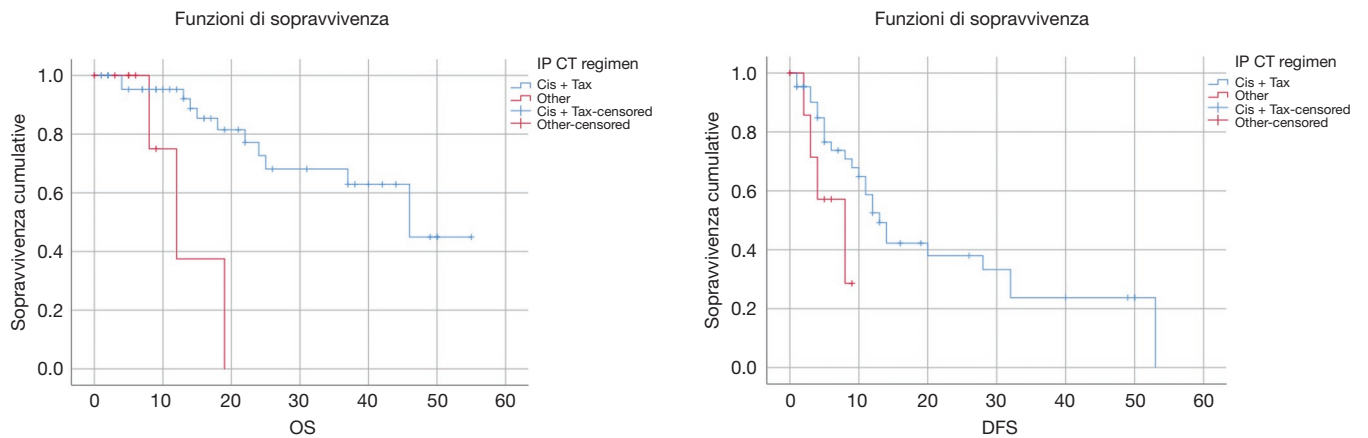 Funzioni di sopravvivenza
IP CT regimen
Cis + Tax
Other
Cis + Tax-censored
Other-censored
Sopravvivenza cumulative
1.0
0.8
0.6
0.4
0.2
0.0
0 10 20 30 40 50 60
OS
Funzioni di sopravvivenza
IP CT regimen
Cis + Tax
Other
Cis + Tax-censored
Other-censored
Sopravvivenza cumulative
1.0
0.8
0.6
0.4
0.2
0.0
0 10 20 30 40 50 60
DFS